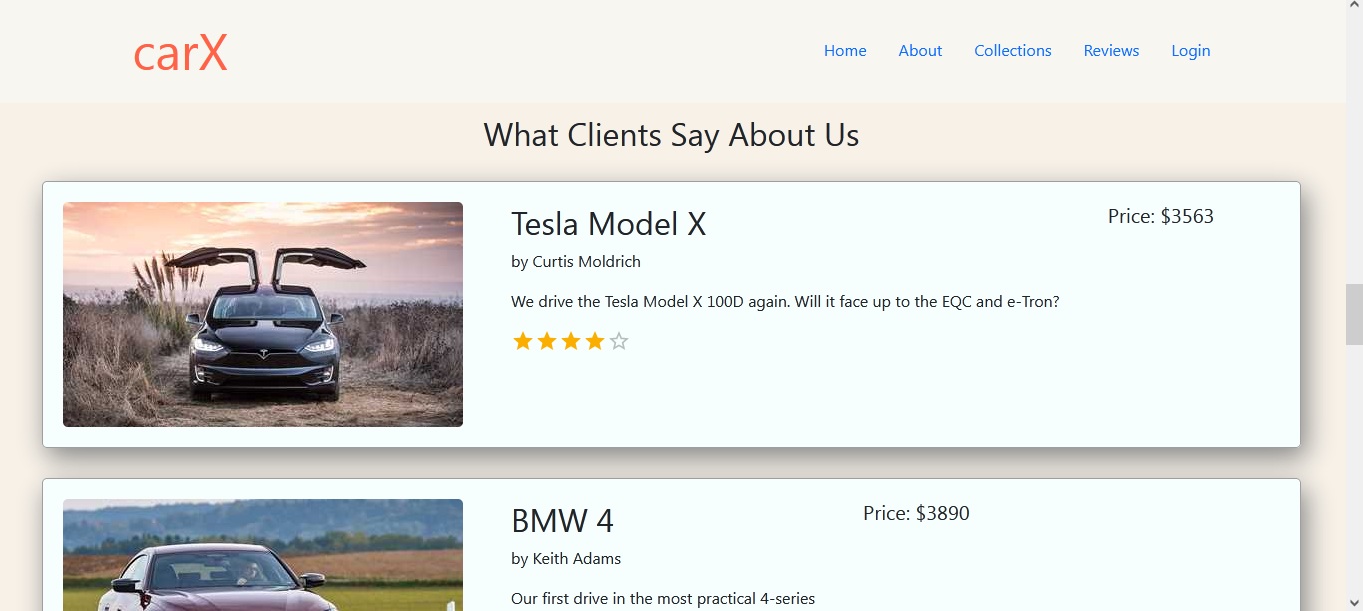 carX
Home About Collections Reviews Login
What Clients Say About Us
Tesla Model X
Price: $3563
by Curtis Moldrich
We drive the Tesla Model X 100D again. Will it face up to the EQC and e-Tron?
BMW 4
Price: $3890
by Keith Adams
Our first drive in the most practical 4-series